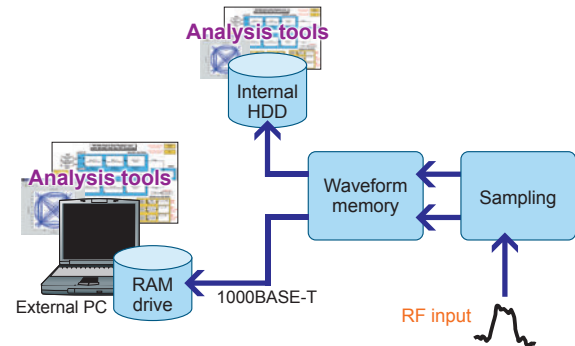 Analysis tools
Internal
HDD
Analysis tools
Waveform
memory
Sampling
RAM
drive
External PC
1000BASE-T
RF input